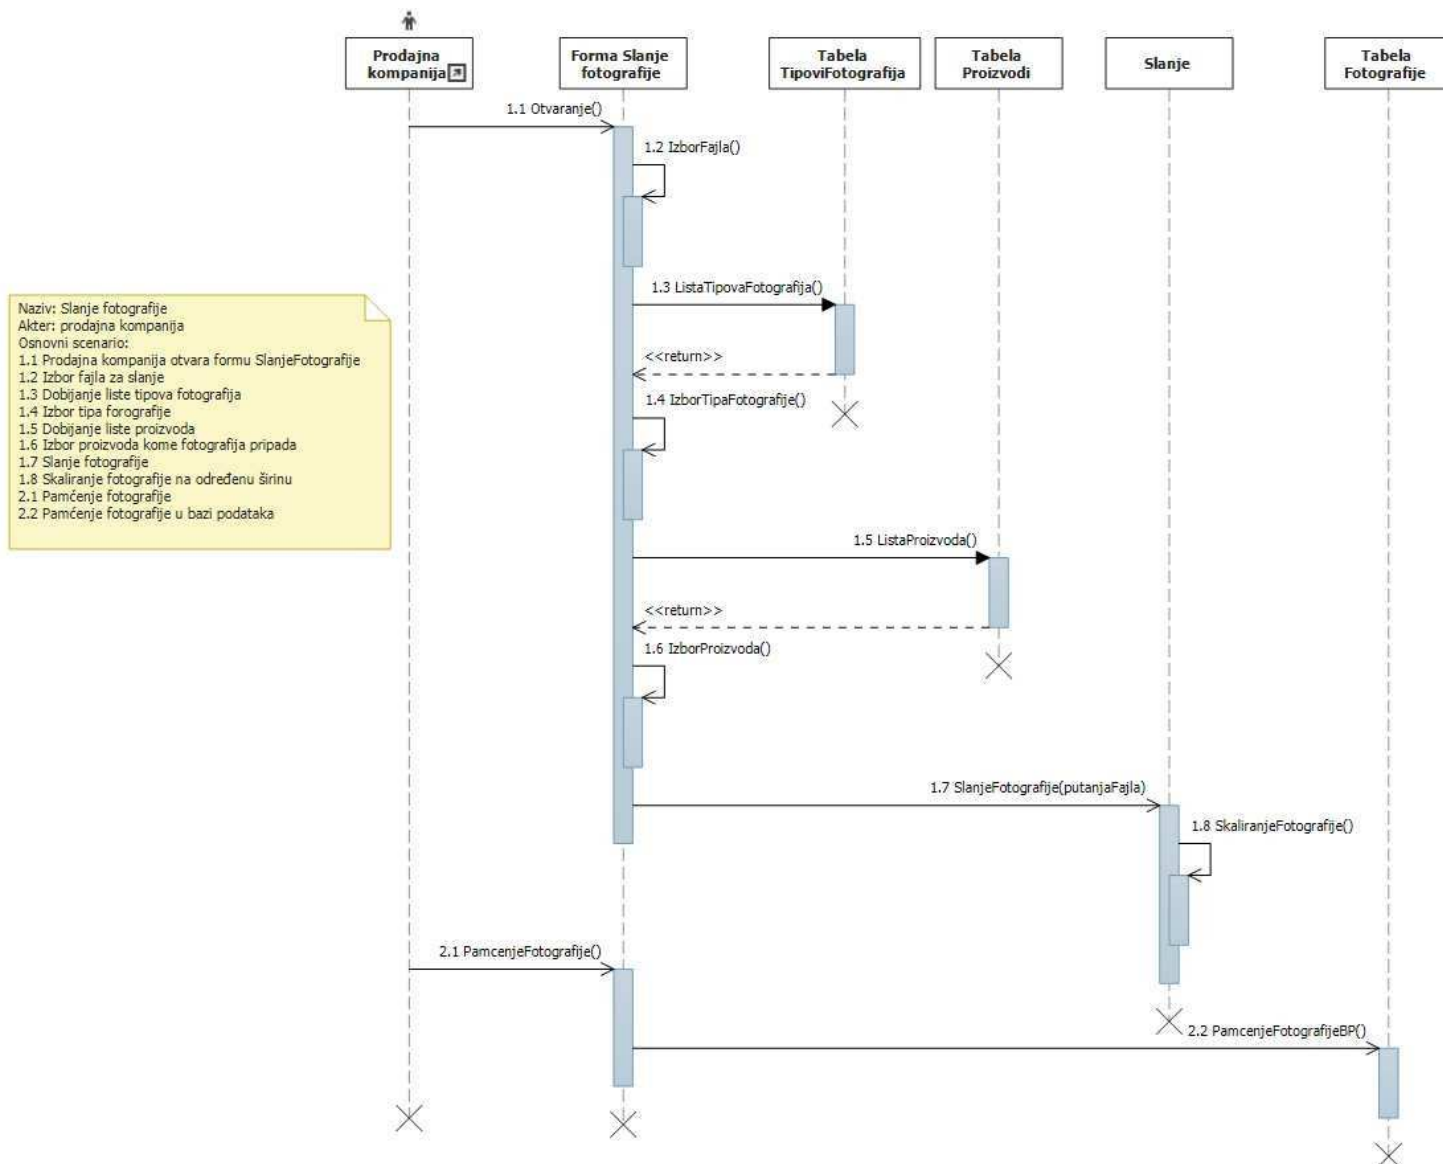 Prodajna
kompanija
Forma Slanje
fotografije
Tabela
TipoviFotografija
Tabela
Proizvodi
Slanje
Tabela
Fotografije
1.1 Otvaranje()
1.2 IzborFajla()
1.3 ListaTipovaFotografija()
<<return>>
1.4 IzborTipaFotografije()
Naziv: Slanje fotografije
Akter: prodajna kompanija
Osnovni scenario:
1.1 Prodajna kompanija otvara formu SlanjeFotografije
1.2 Izbor fajla za slanje
1.3 Dobijanje liste tipova fotografija
1.4 Izbor tipa forografije
1.5 Dobijanje liste proizvoda
1.6 Izbor proizvoda kome fotografija pripada
1.7 Slanje fotografije
1.8 Skaliranje fotografije na određenu širinu
2.1 Pamćenje fotografije
2.2 Pamćenje fotografije u bazi podataka
1.5 ListaProizvoda()
<<return>>
1.6 IzborProizvoda()
1.7 SlanjeFotografije(putanjaFajla)
1.8 SkaliranjeFotografije()
2.1 PamcenjeFotografije()
2.2 PamcenjeFotografijeBP()